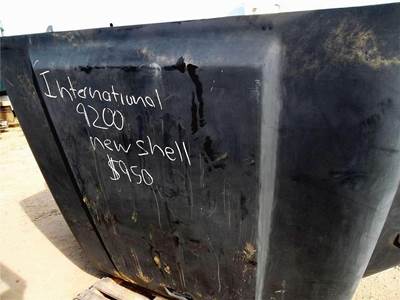 International
9200
new shell
$950